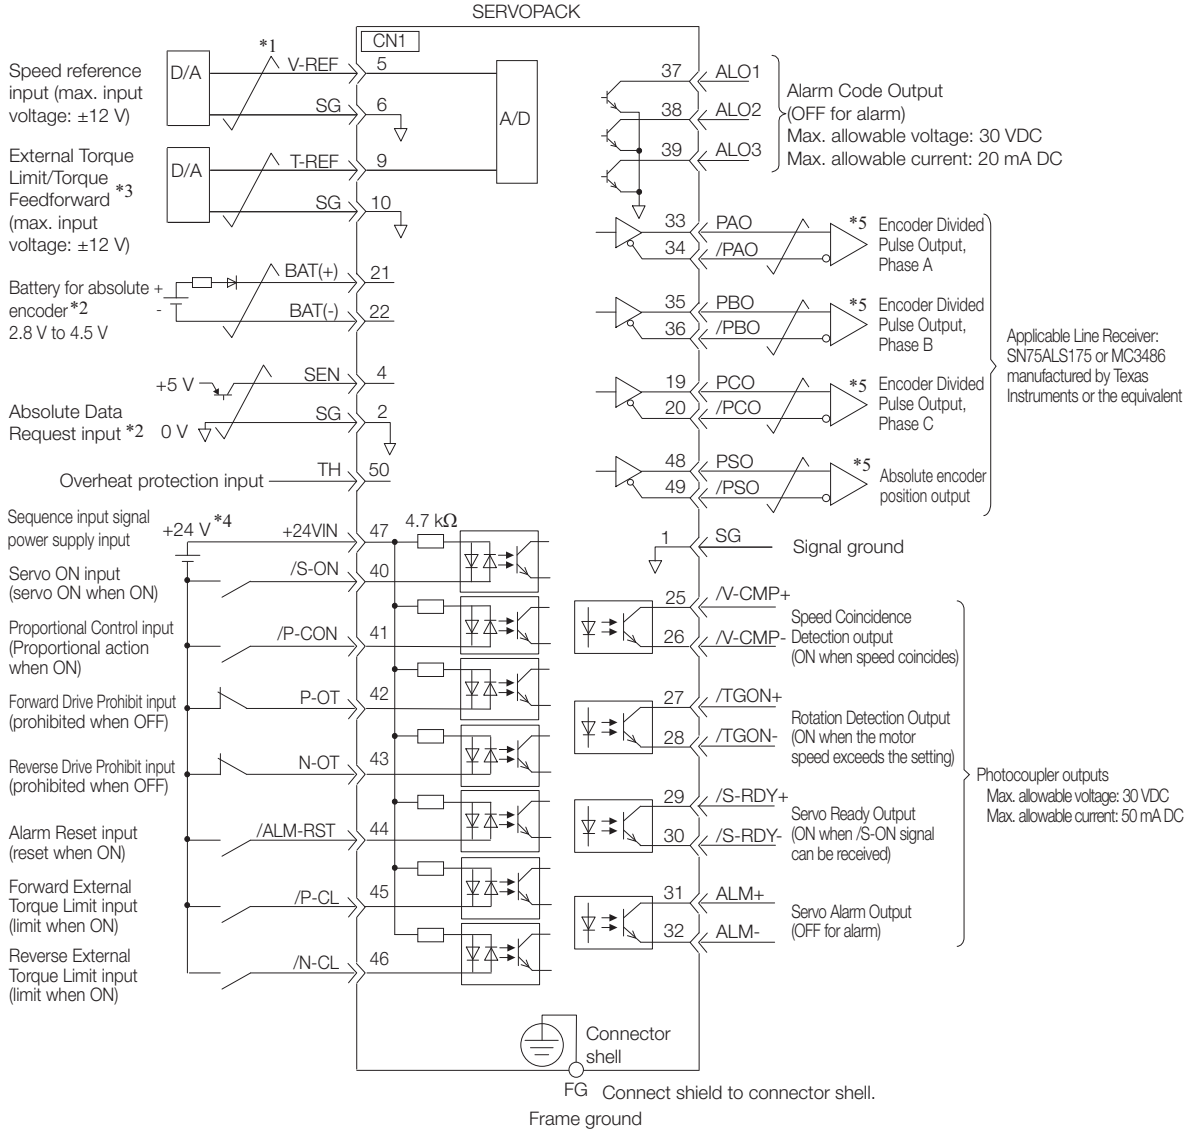 SERVOPACK
CN1
Speed reference
input (max. input
voltage: ±12 V)
D/A
*1
V-REF
5
SG
6
A/D
External Torque
Limit/Torque
Feedforward *3
(max. input
voltage: ±12 V)
D/A
T-REF
9
SG
10
Battery for absolute
encoder*2
2.8 V to 4.5 V
+
-
BAT(+)
21
BAT(-)
22
+5 V
SEN
4
Absolute Data
Request input *2
0 V
SG
2
Overheat protection input
TH
50
Sequence input signal
power supply input
+24 V *4
+24VIN
47
4.7 kΩ
Servo ON input
(servo ON when ON)
/S-ON
40
Proportional Control input
(Proportional action
when ON)
/P-CON
41
Forward Drive Prohibit input
(prohibited when OFF)
P-OT
42
Reverse Drive Prohibit input
(prohibited when OFF)
N-OT
43
Alarm Reset input
(reset when ON)
/ALM-RST
44
Forward External
Torque Limit input
(limit when ON)
/P-CL
45
Reverse External
Torque Limit input
(limit when ON)
/N-CL
46
37
ALO1
38
ALO2
39
ALO3
Alarm Code Output
(OFF for alarm)
Max. allowable voltage: 30 VDC
Max. allowable current: 20 mA DC
33
PAO
34
/PAO
*5
Encoder Divided
Pulse Output,
Phase A
35
PBO
36
/PBO
*5
Encoder Divided
Pulse Output,
Phase B
19
PCO
20
/PCO
*5
Encoder Divided
Pulse Output,
Phase C
48
PSO
49
/PSO
*5
Absolute encoder
position output
Applicable Line Receiver:
SN75ALS175 or MC3486
manufactured by Texas
Instruments or the equivalent
1
SG
Signal ground
25
/V-CMP+
26
/V-CMP-
Speed Coincidence
Detection output
(ON when speed coincides)
27
/TGON+
28
/TGON-
Rotation Detection Output
(ON when the motor
speed exceeds the setting)
29
/S-RDY+
30
/S-RDY-
Servo Ready Output
(ON when /S-ON signal
can be received)
31
ALM+
32
ALM-
Servo Alarm Output
(OFF for alarm)
Photocoupler outputs
Max. allowable voltage: 30 VDC
Max. allowable current: 50 mA DC
Connector
shell
FG
Connect shield to connector shell.
Frame ground